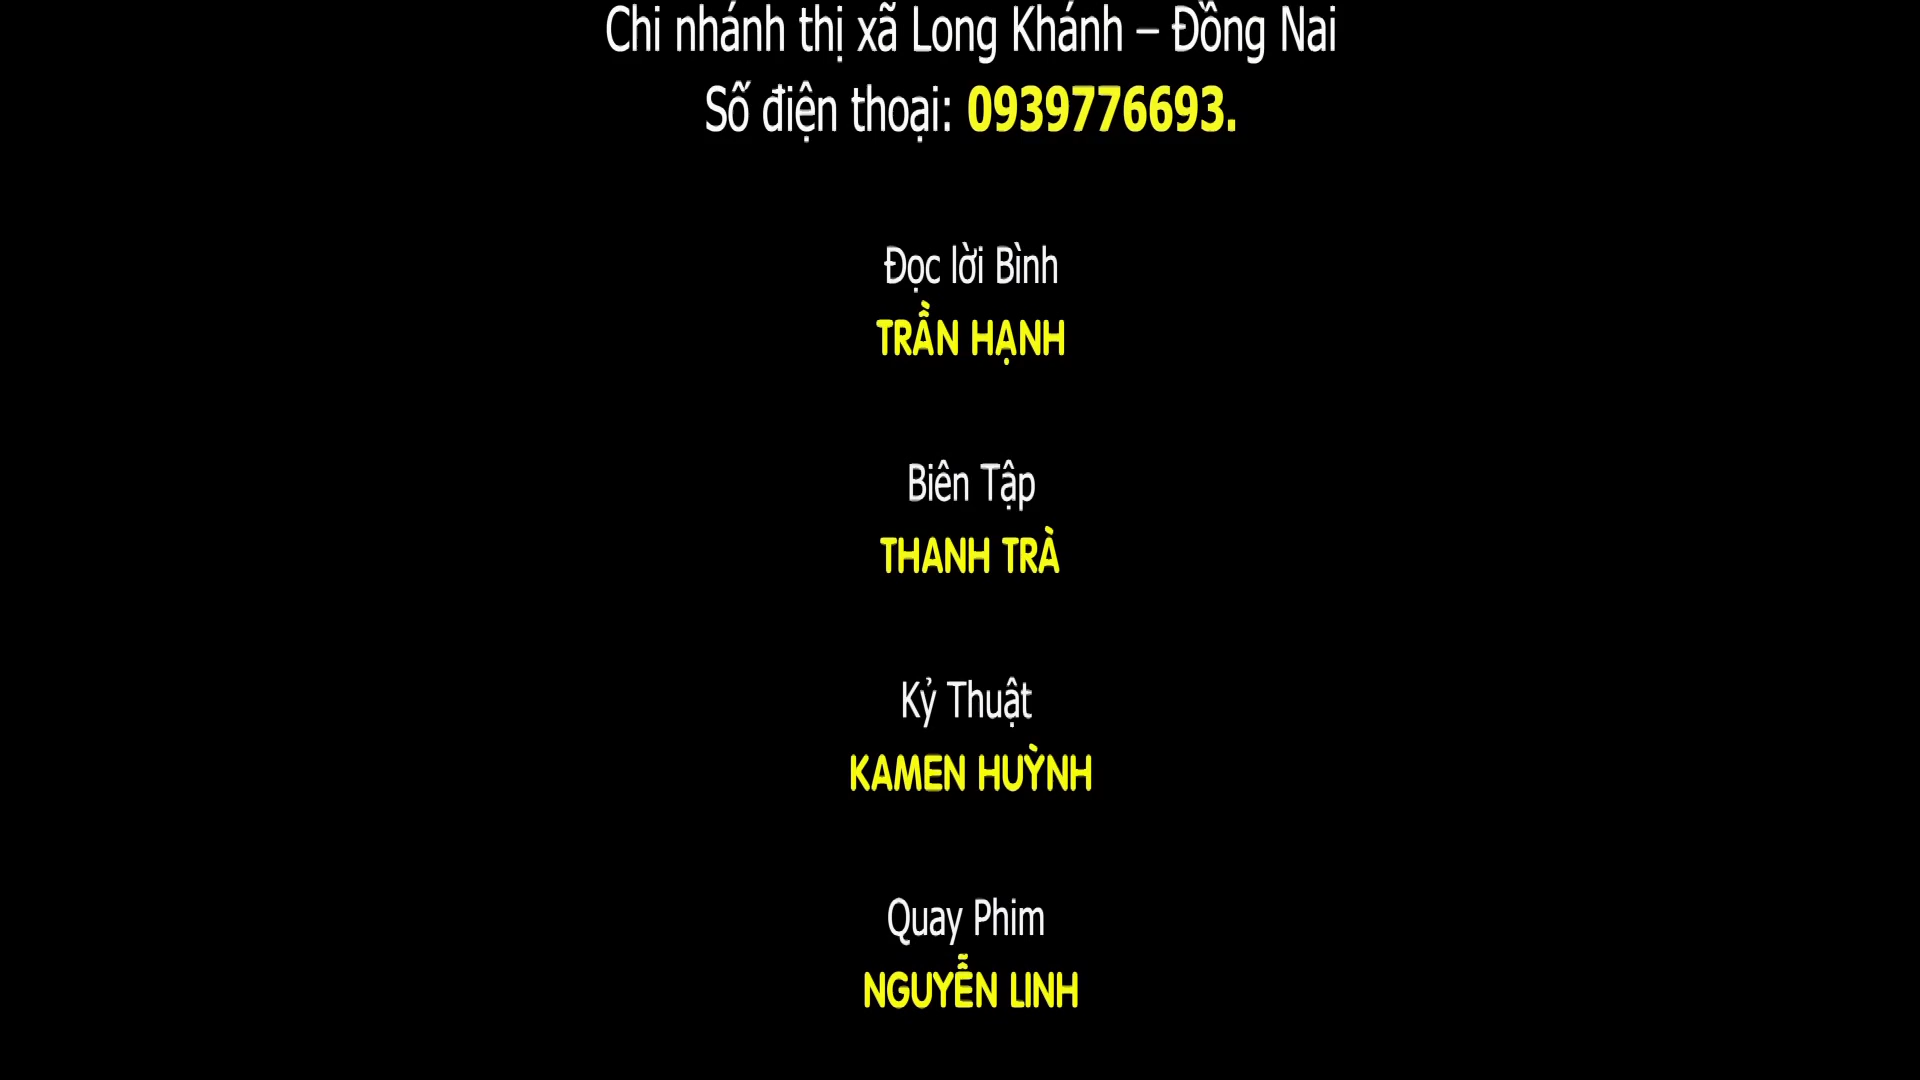 Chi nhánh thị xã Long Khánh – Đồng Nai
Số điện thoại: 0939776693.
Đọc lời Bình
TRẦN HẠNH
Biên Tập
THANH TRÀ
Kỷ Thuật
KAMEN HUỲNH
Quay Phim
NGUYỄN LINH